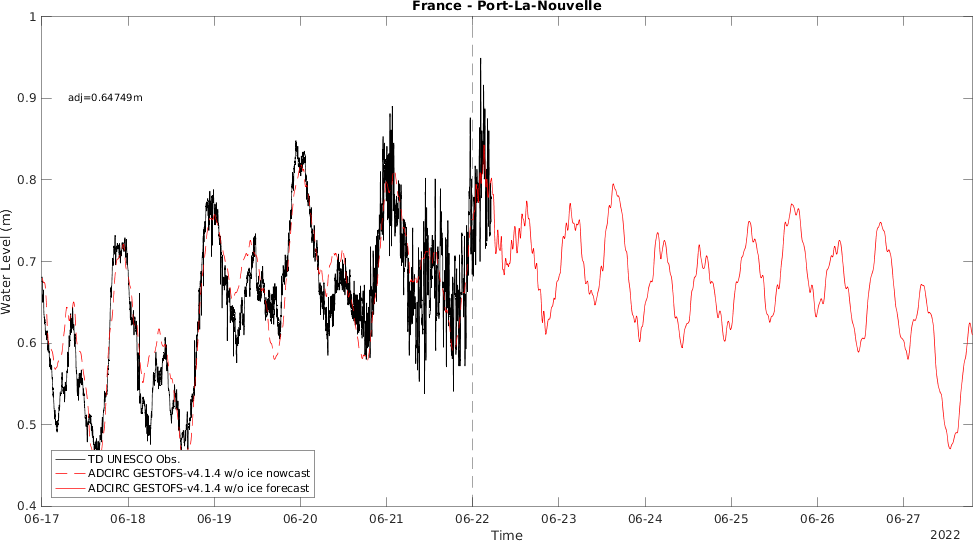 France - Port-La-Nouvelle
1
0.9
0.8
0.7
0.6
0.5
0.4
Water Level (m)
adj=0.64749m
TD UNESCO Obs.
ADCIRC GESTOFS-v4.1.4 w/o ice nowcast
ADCIRC GESTOFS-v4.1.4 w/o ice forecast
06-17 06-18 06-19 06-20 06-21 06-22 06-23 06-24 06-25 06-26 06-27
Time
2022